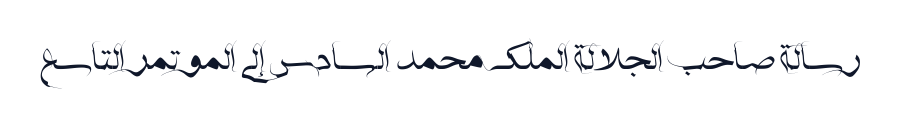 رسالة صاحب الجلالة الملك محمد السادس إلى المؤتمر التاسع